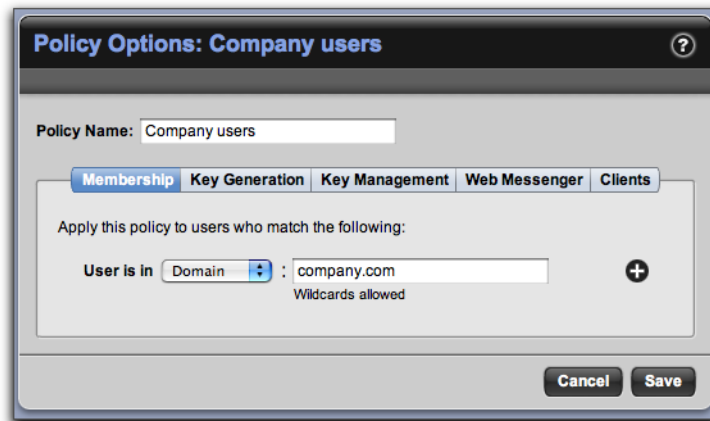 Policy Options: Company users
?
Policy Name: Company users
Membership Key Generation Key Management Web Messenger Clients
Apply this policy to users who match the following:
User is in Domain : company.com
Wildcards allowed
Cancel Save